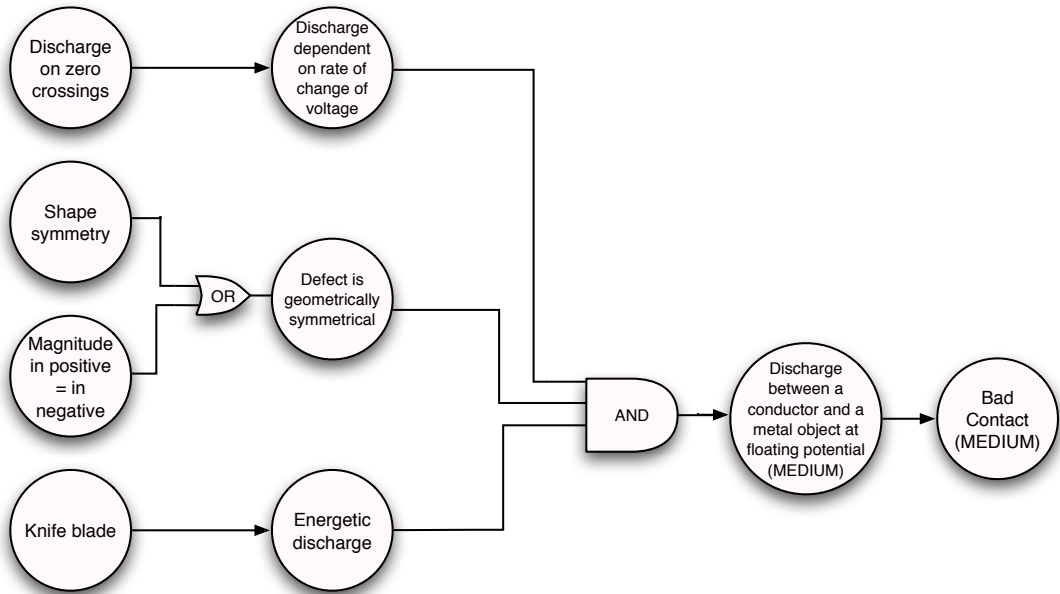 Discharge
on zero
crossings
Discharge
dependent
on rate of
change of
voltage
Shape
symmetry
OR
Defect is
geometrically
symmetrical
Magnitude
in positive
= in
negative
AND
Discharge
between a
conductor and a
metal object at
floating potential
(MEDIUM)
Bad
Contact
(MEDIUM)
Knife blade
Energetic
discharge